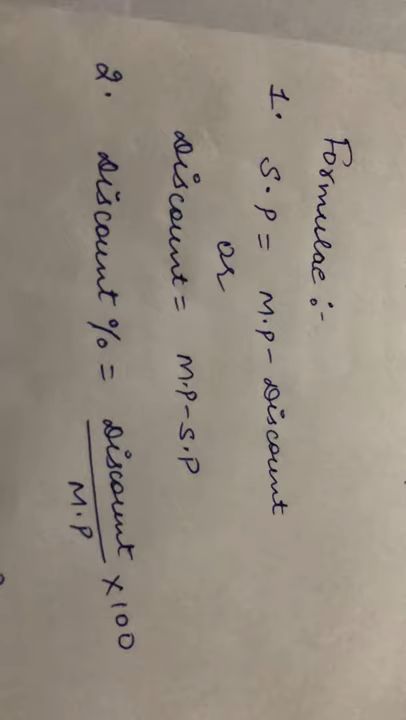 Formulae :-
1. S.P = M.P - Discount
or
Discount = M.P - S.P
2. Discount % = Discount / M.P × 100